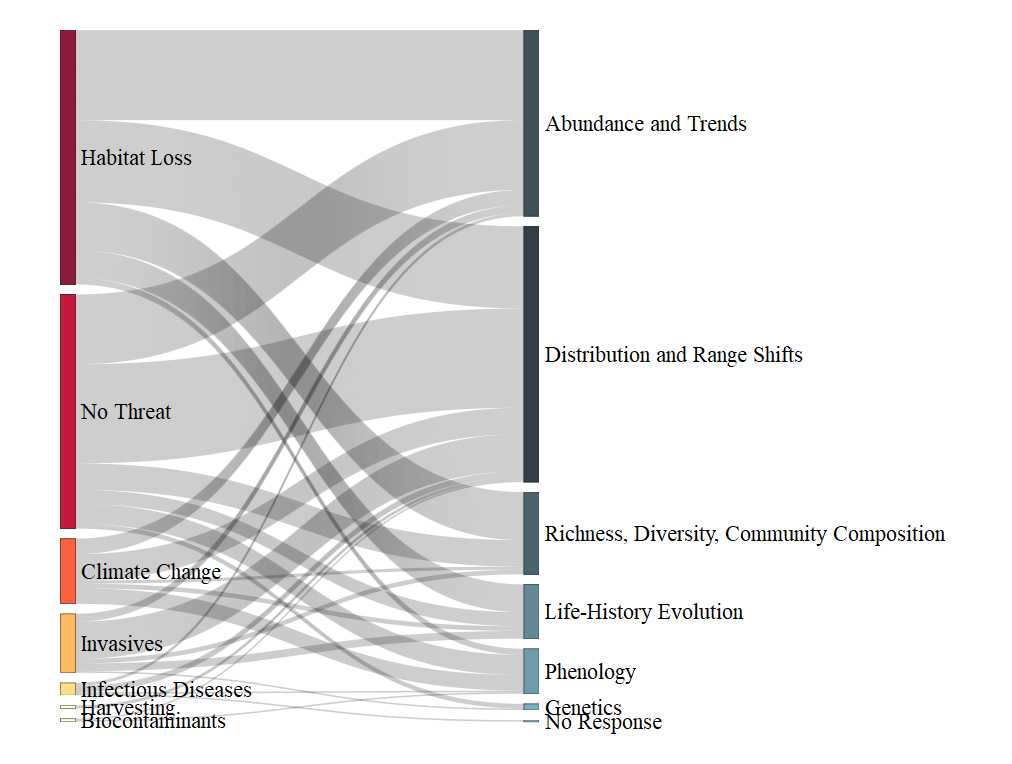 Habitat Loss
No Threat
Climate Change
Invasives
Infectious Diseases
Harvesting
Biocontaminants
Abundance and Trends
Distribution and Range Shifts
Richness, Diversity, Community Composition
Life-History Evolution
Phenology
Genetics
No Response